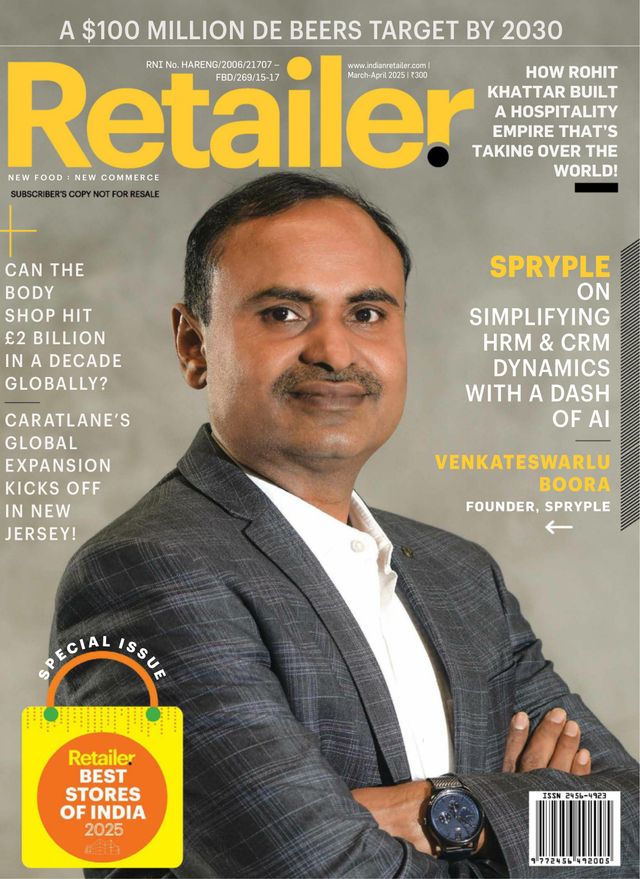 A $100 MILLION DE BEERS TARGET BY 2030
RNI No. HARENG/2006/21707 –
FBD/269/15-17
www.indianretailer.com |
March-April 2025 | ₹300
Retailer.
NEW FOOD : NEW COMMERCE
SUBSCRIBER'S COPY NOT FOR RESALE
HOW ROHIT
KHATTAR BUILT
A HOSPITALITY
EMPIRE THAT'S
TAKING OVER THE
WORLD!
CAN THE
BODY
SHOP HIT
£2 BILLION
IN A DECADE
GLOBALLY?
CARATLANE'S
GLOBAL
EXPANSION
KICKS OFF
IN NEW
JERSEY!
SPRYPLE
ON
SIMPLIFYING
HRM & CRM
DYNAMICS
WITH A DASH
OF AI
VENKATESWARLU
BOORA
FOUNDER, SPRYPLE
SPECIAL ISSUE
Retailer.
BEST
STORES
OF INDIA
2025
ISSN 2456-4923
9 772456 492005